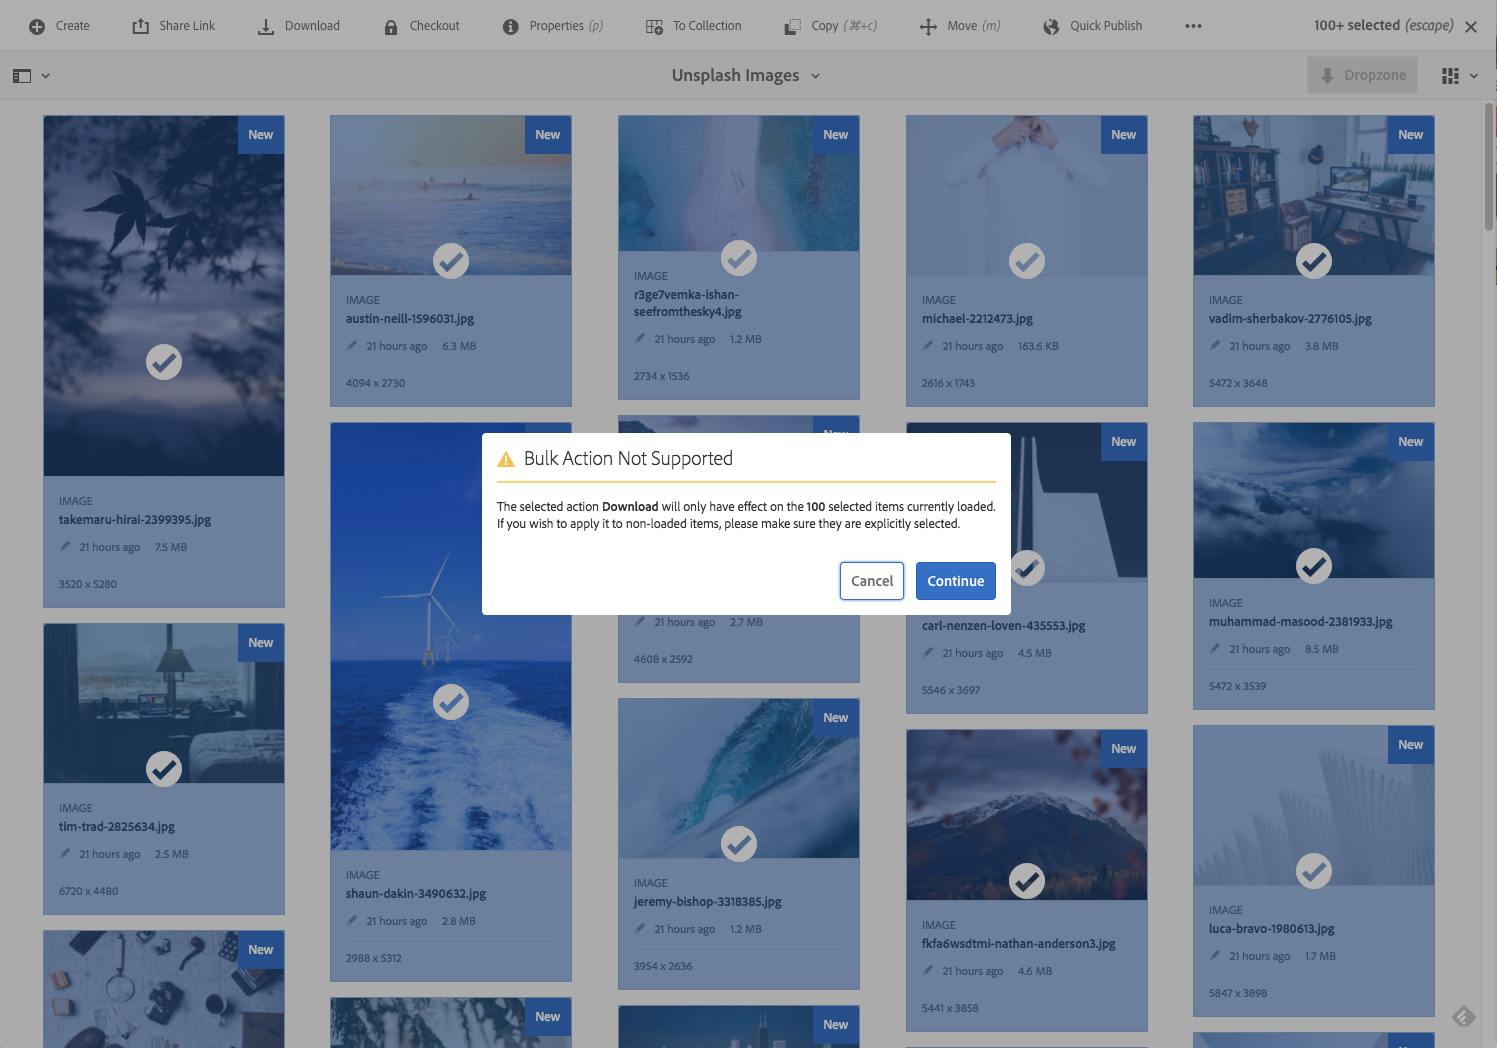 Create
Share Link
Download
Checkout
Properties (p)
To Collection
Copy (⌘+c)
Move (m)
Quick Publish
100+ selected (escape)
Unsplash Images
Dropzone
New
IMAGE
takemaru-hirai-2399395.jpg
21 hours ago 7.5 MB
3520 x 5280
New
IMAGE
austin-neill-1596031.jpg
21 hours ago 6.3 MB
4094 x 2730
New
IMAGE
r3ge7vemka-ishan-
seefromthesky4.jpg
21 hours ago 1.2 MB
2734 x 1536
New
IMAGE
michael-2212473.jpg
21 hours ago 163.6 KB
2616 x 1743
New
IMAGE
vadim-sherbakov-2776105.jpg
21 hours ago 3.8 MB
5472 x 3648
Bulk Action Not Supported
The selected action Download will only have effect on the 100 selected items currently loaded.
If you wish to apply it to non-loaded items, please make sure they are explicitly selected.
Cancel
Continue
New
IMAGE
tim-trad-2825634.jpg
21 hours ago 2.5 MB
6720 x 4480
IMAGE
shaun-dakin-3490632.jpg
21 hours ago 2.8 MB
2988 x 5312
New
21 hours ago 2.7 MB
4608 x 2592
New
IMAGE
jeremy-bishop-3318385.jpg
21 hours ago 1.2 MB
3954 x 2636
New
carl-nenzen-loven-435553.jpg
21 hours ago 4.5 MB
5546 x 3697
New
IMAGE
fkfa6wsdtmi-nathan-anderson3.jpg
21 hours ago 4.6 MB
5441 x 3858
New
IMAGE
muhammad-masood-2381933.jpg
21 hours ago 8.5 MB
5472 x 3539
New
IMAGE
luca-bravo-1980613.jpg
21 hours ago 1.7 MB
5847 x 3898
New
New
New